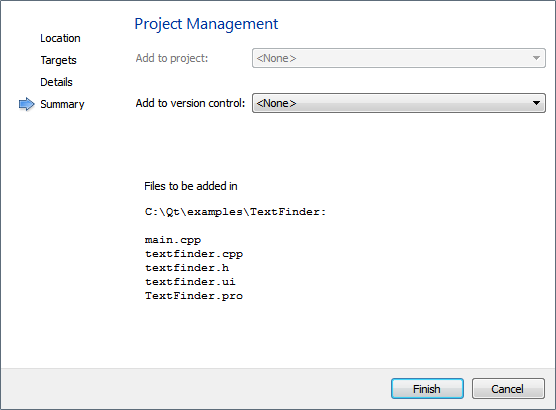 Project Management
Location
Targets
Details
Summary
Add to project: <None>
Add to version control: <None>
Files to be added in
C:\Qt\examples\TextFinder:
main.cpp
textfinder.cpp
textfinder.h
textfinder.ui
TextFinder.pro
Finish
Cancel